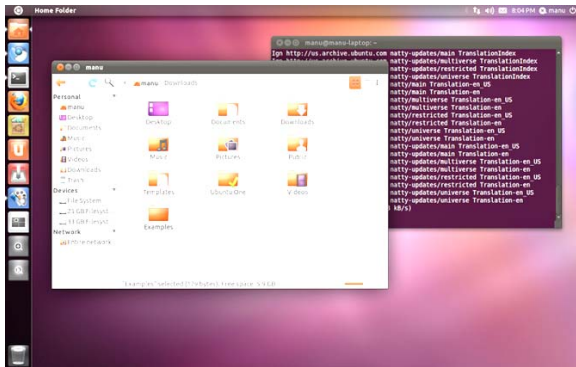 Home Folder
8:04 PM manu
manu@manu-laptop: ~
Ign http://us.archive.ubuntu.com natty-updates/main TranslationIndex
Ign http://us.archive.ubuntu.com natty-updates/multiverse TranslationIndex
natty-updates/restricted TranslationIndex
natty-updates/universe TranslationIndex
natty/main Translation-en_US
natty/main Translation-en
natty/multiverse Translation-en_US
natty/multiverse Translation-en
natty/restricted Translation-en_US
natty/restricted Translation-en
natty/universe Translation-en_US
natty/universe Translation-en
natty-updates/main Translation-en_US
natty-updates/main Translation-en
natty-updates/multiverse Translation-en_US
natty-updates/multiverse Translation-en
natty-updates/restricted Translation-en_US
natty-updates/restricted Translation-en
natty-updates/universe Translation-en_US
natty-updates/universe Translation-en
kB/s)
manu
manu Downloads
Personal
manu
Desktop
Documents
Music
Pictures
Videos
Downloads
Trash
Devices
File System
Network
Entire network
Desktop Documents Downloads
Music Pictures Public
Templates Ubuntu One Videos
Examples
"Examples" selected
Free space: